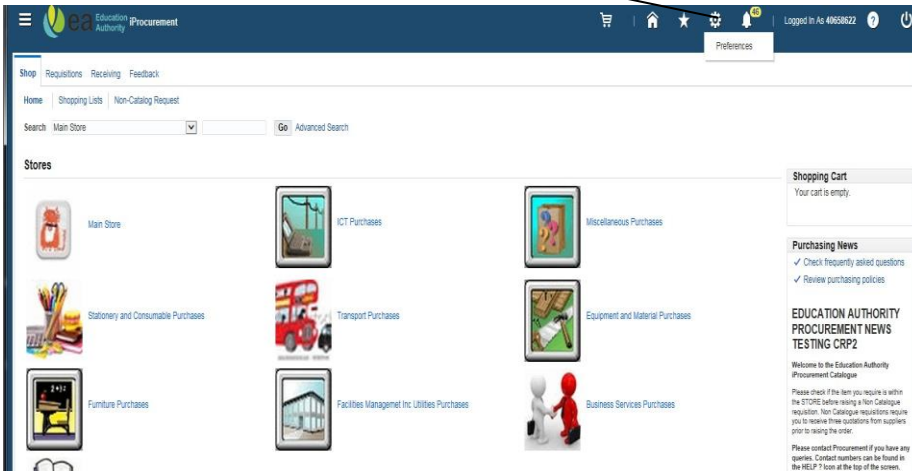 ea Education Authority iProcurement
46
Logged In As 40658622 ?
Preferences
Shop Requisitions Receiving Feedback
Home Shopping Lists Non-Catalog Request
Search Main Store Go Advanced Search
Stores
Main Store
ICT Purchases
Miscellaneous Purchases
Stationery and Consumable Purchases
Transport Purchases
Equipment and Material Purchases
Furniture Purchases
Facilities Managemet Inc Utilities Purchases
Business Services Purchases
Shopping Cart
Your cart is empty.
Purchasing News
Check frequently asked questions
Review purchasing policies
EDUCATION AUTHORITY
PROCUREMENT NEWS
TESTING CRP2
Welcome to the Education Authority
iProcurement Catalogue
Please check if the item you require is within
the STORE before raising a Non Catalogue
requisition. Non Catalogue requisitions require
you to receive three quotations from suppliers
prior to raising the order.
Please contact Procurement if you have any
queries. Contact numbers can be found in
the HELP ? Icon at the top of the screen.